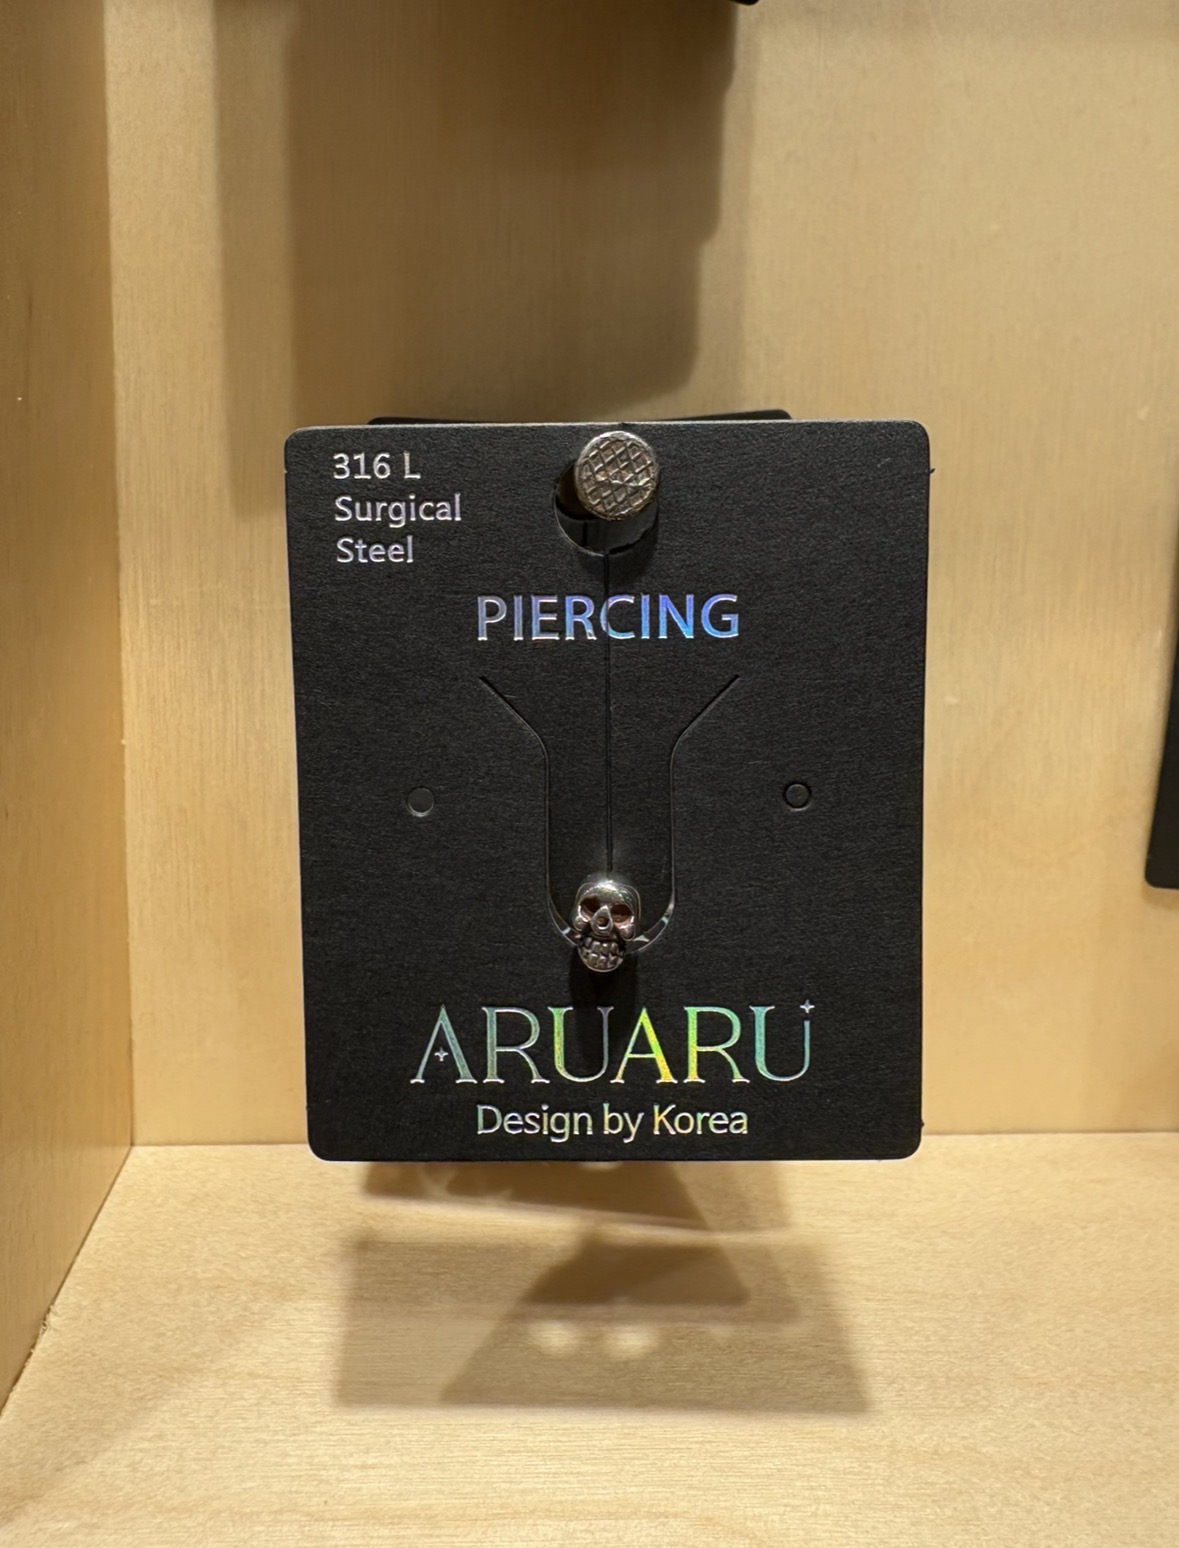 316 L
Surgical
Steel
PIERCING
ARUARU
Design by Korea